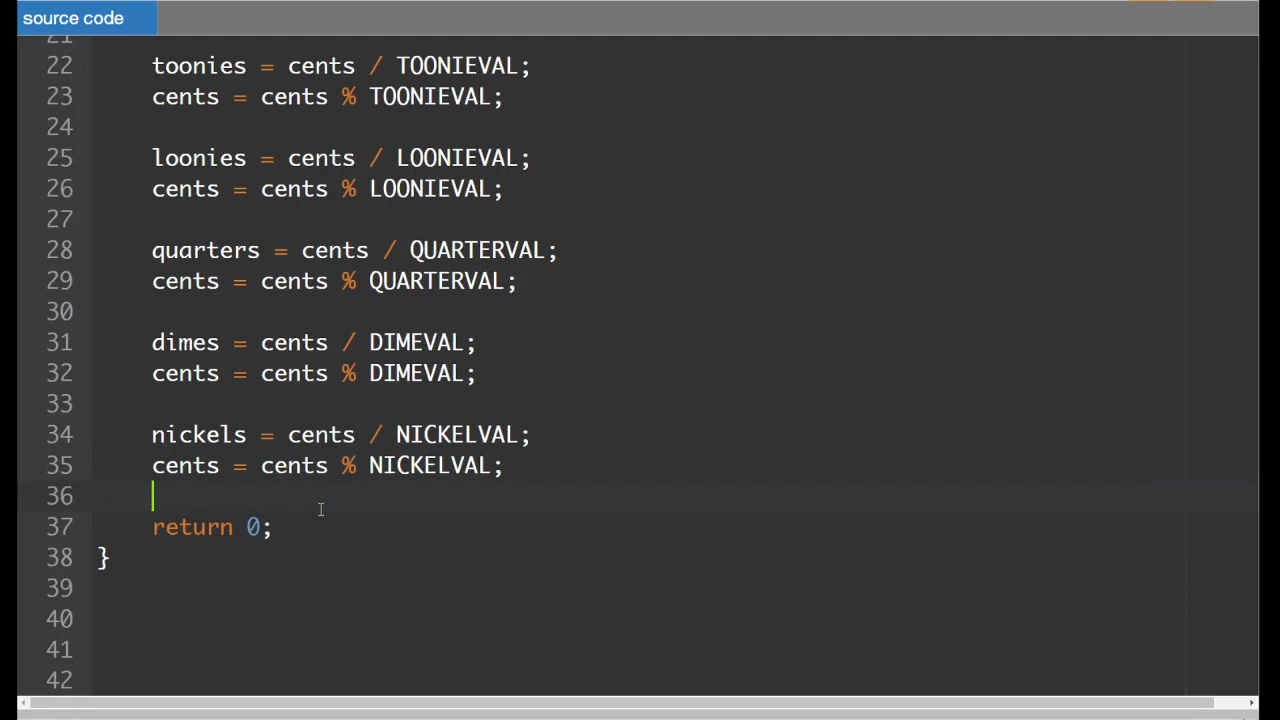 source code
21
22 toonies = cents / TOONIEVAL;
23 cents = cents % TOONIEVAL;
24
25 loonies = cents / LOONIEVAL;
26 cents = cents % LOONIEVAL;
27
28 quarters = cents / QUARTERVAL;
29 cents = cents % QUARTERVAL;
30
31 dimes = cents / DIMEVAL;
32 cents = cents % DIMEVAL;
33
34 nickels = cents / NICKELVAL;
35 cents = cents % NICKELVAL;
36
37 return 0;
38 }
39
40
41
42